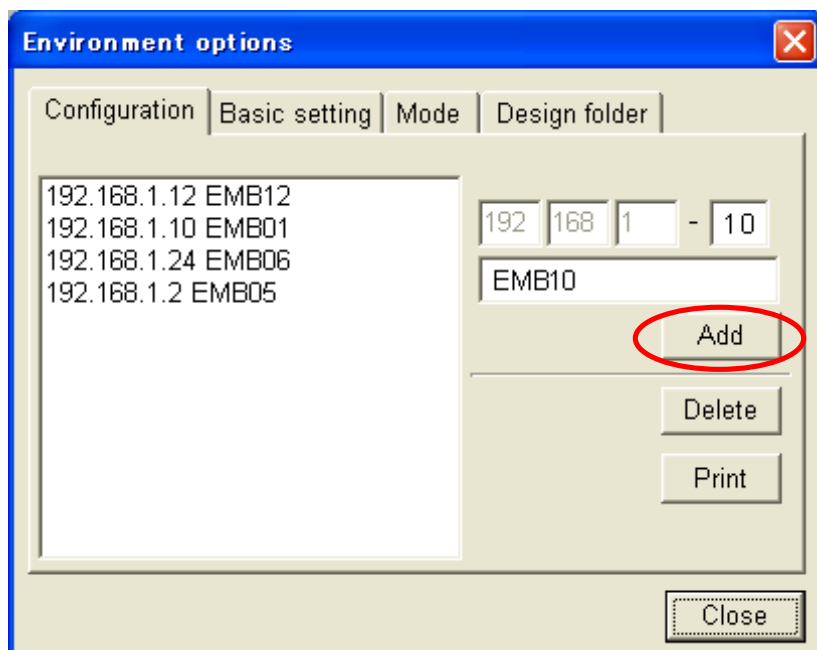 Environment options
Configuration Basic setting Mode Design folder
192.168.1.12 EMB12
192.168.1.10 EMB01
192.168.1.24 EMB06
192.168.1.2 EMB05
192 168 1 - 10
EMB10
Add
Delete
Print
Close